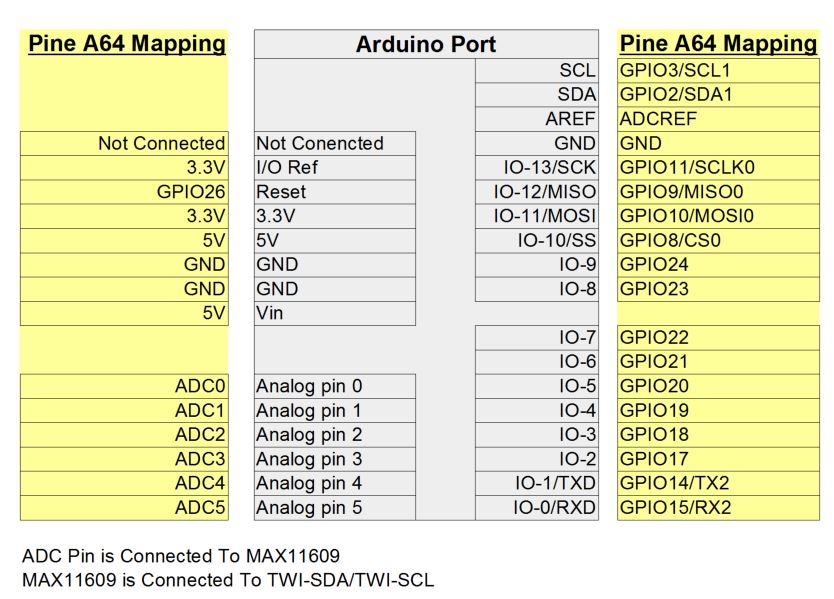 Pine A64 Mapping Arduino Port Pine A64 Mapping
SCL GPIO3/SCL1
SDA GPIO2/SDA1
AREF ADCREF
Not Connected Not Conencted GND GND
3.3V I/O Ref IO-13/SCK GPIO11/SCLK0
GPIO26 Reset IO-12/MISO GPIO9/MISO0
3.3V 3.3V IO-11/MOSI GPIO10/MOSI0
5V 5V IO-10/SS GPIO8/CS0
GND GND IO-9 GPIO24
GND GND IO-8 GPIO23
5V Vin
IO-7 GPIO22
IO-6 GPIO21
ADC0 Analog pin 0 IO-5 GPIO20
ADC1 Analog pin 1 IO-4 GPIO19
ADC2 Analog pin 2 IO-3 GPIO18
ADC3 Analog pin 3 IO-2 GPIO17
ADC4 Analog pin 4 IO-1/TXD GPIO14/TX2
ADC5 Analog pin 5 IO-0/RXD GPIO15/RX2
ADC Pin is Connected To MAX11609
MAX11609 is Connected To TWI-SDA/TWI-SCL